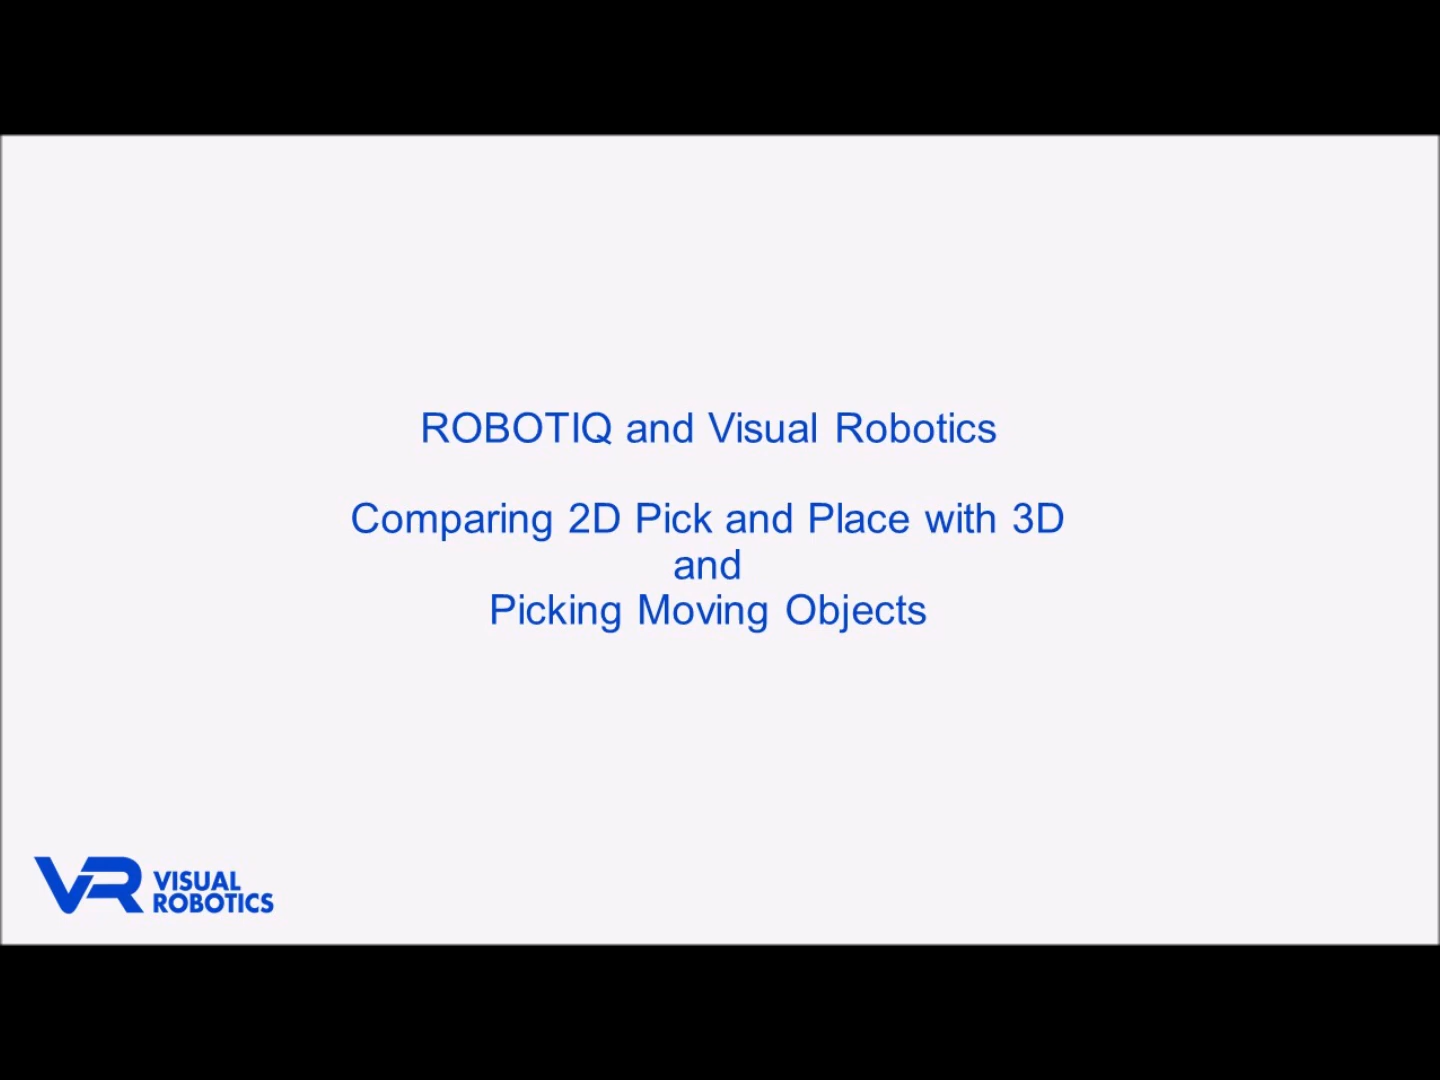 ROBOTIQ and Visual Robotics
Comparing 2D Pick and Place with 3D
and
Picking Moving Objects
VR VISUAL
ROBOTICS